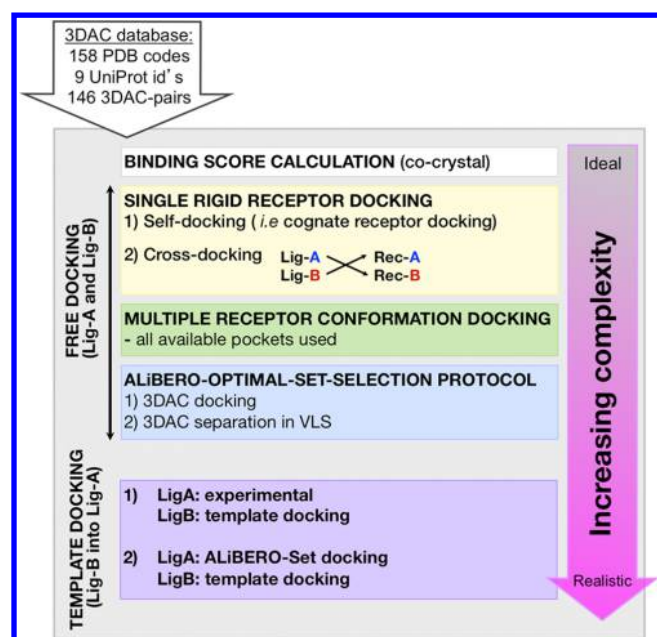 3DAC database:
158 PDB codes
9 UniProt id's
146 3DAC-pairs
BINDING SCORE CALCULATION (co-crystal)
Ideal
FREE DOCKING
(Lig-A and Lig-B)
SINGLE RIGID RECEPTOR DOCKING
1) Self-docking ( i.e cognate receptor docking)
2) Cross-docking
Lig-A Rec-A
Lig-B Rec-B
MULTIPLE RECEPTOR CONFORMATION DOCKING
- all available pockets used
ALiBERO-OPTIMAL-SET-SELECTION PROTOCOL
1) 3DAC docking
2) 3DAC separation in VLS
TEMPLATE DOCKING
(Lig-B into Lig-A)
1) LigA: experimental
LigB: template docking
2) LigA: ALiBERO-Set docking
LigB: template docking
Increasing complexity
Realistic